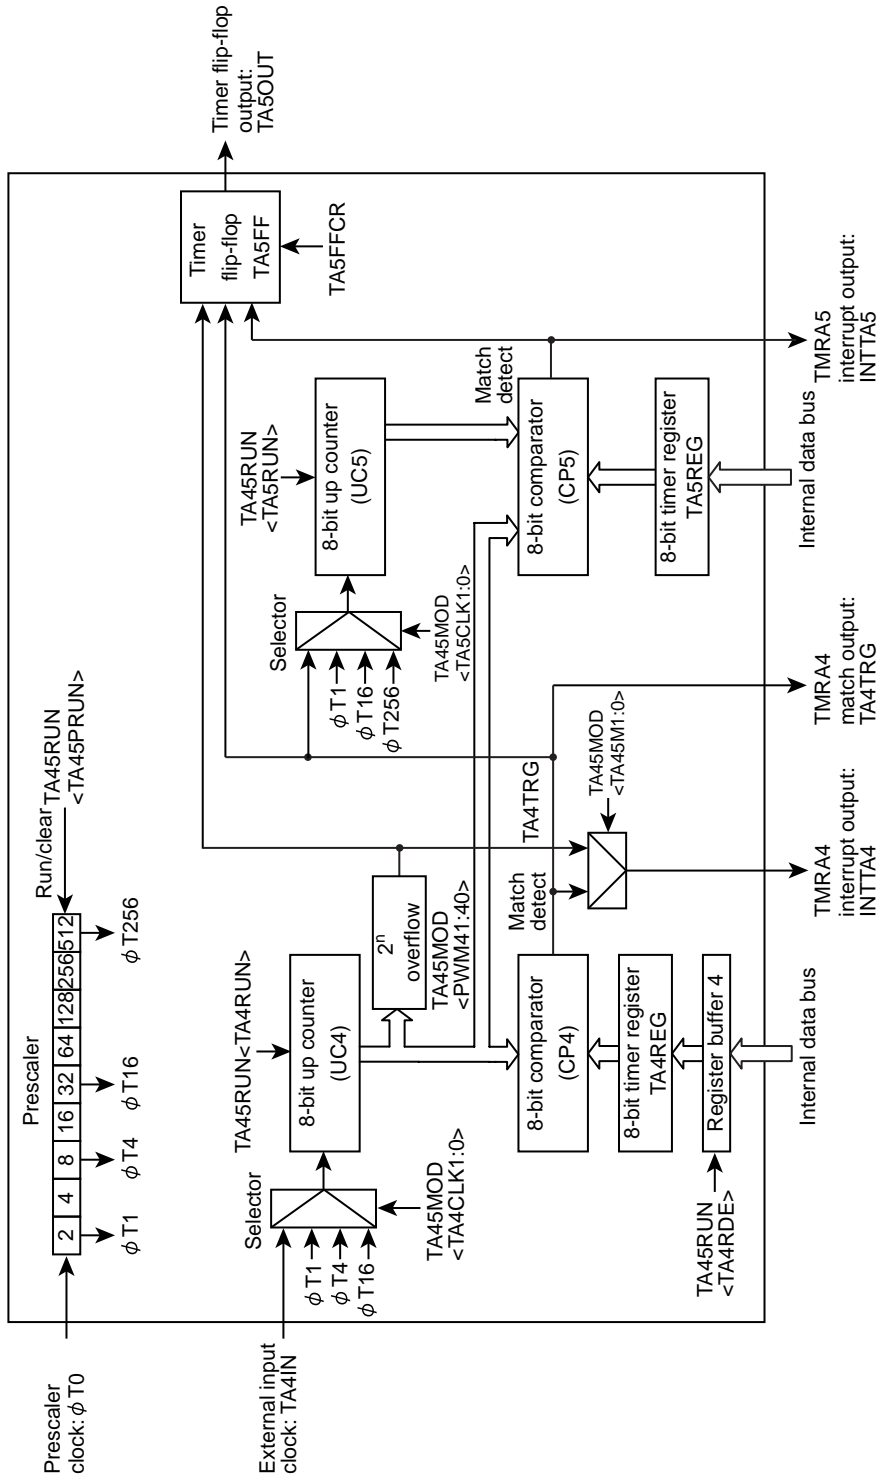 Prescaler
clock: ϕT0
Prescaler
2
4
8
16
32
64
128
256
512
Run/clear
TA45RUN
<TA45PRUN>
ϕT1
ϕT4
ϕT16
ϕT256
External input
clock: TA4IN
Selector
ϕT1
ϕT4
ϕT16
TA45MOD
<TA4CLK1:0>
TA45RUN<TA4RUN>
8-bit up counter
(UC4)
2ⁿ
overflow
TA45MOD
<PWM41:40>
Selector
ϕT1
ϕT16
ϕT256
TA45MOD
<TA5CLK1:0>
TA45RUN
<TA5RUN>
8-bit up counter
(UC5)
Timer
flip-flop
TA5FF
TA5FFCR
Timer flip-flop
output:
TA5OUT
8-bit comparator
(CP4)
Match
detect
TA4TRG
8-bit comparator
(CP5)
Match
detect
8-bit timer register
TA4REG
Register buffer 4
TA45RUN
<TA4RDE>
TA45MOD
<TA45M1:0>
8-bit timer register
TA5REG
Internal data bus
TMRA4
interrupt output:
INTTA4
TMRA4
match output:
TA4TRG
Internal data bus
TMRA5
interrupt output:
INTTA5